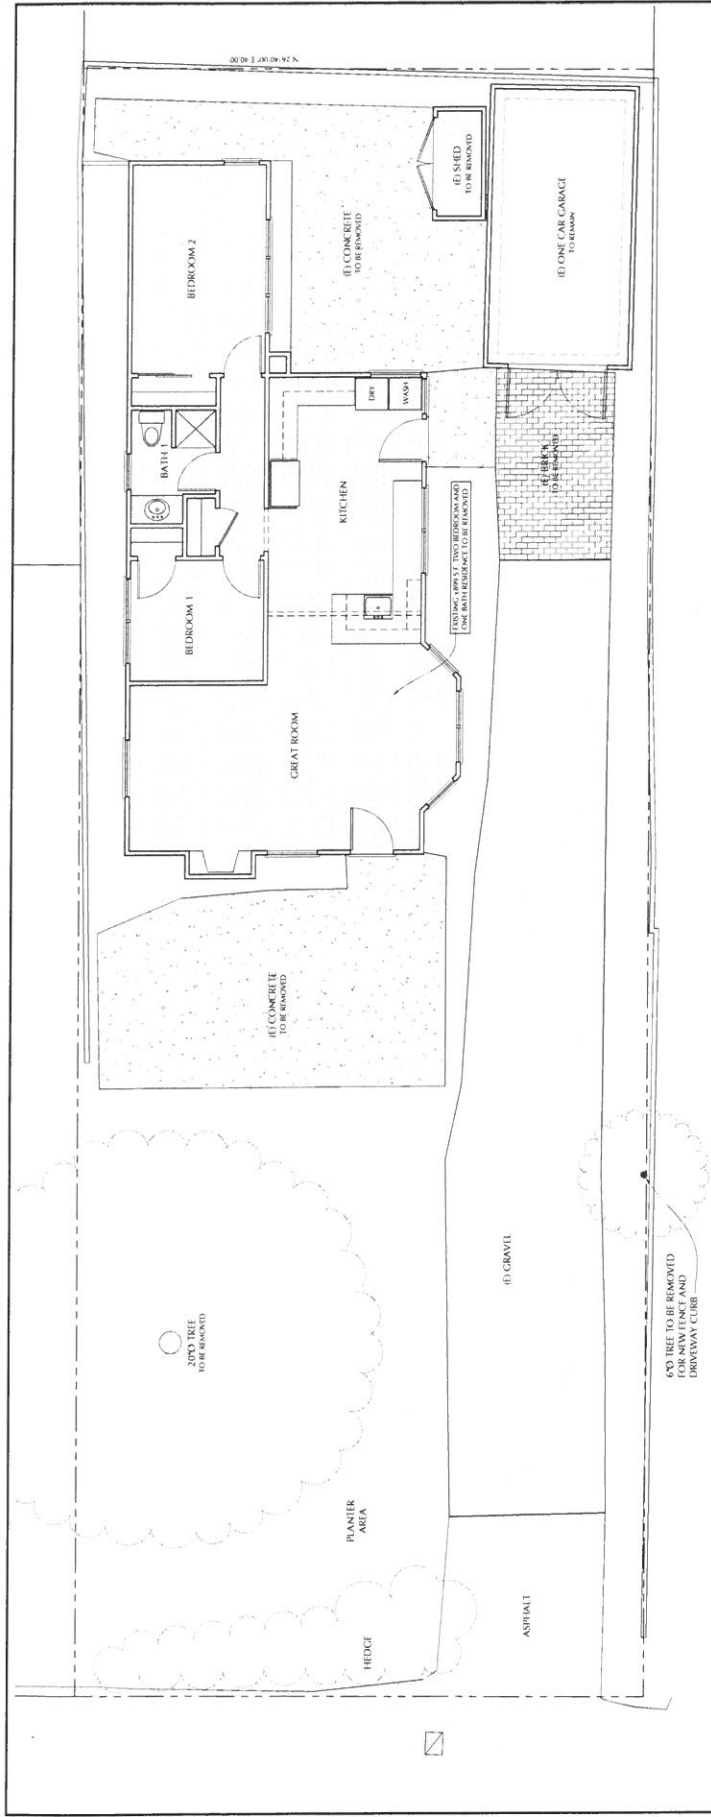 N 26°40'00" E 40.00'
BEDROOM 2
(E) CONCRETE
TO BE REMOVED
(E) SHED
TO BE REMOVED
(E) ONE CAR GARAGE
TO REMAIN
BATH 1
DRY
WASH
KITCHEN
(E) BRICK
TO BE REMOVED
BEDROOM 1
EXISTING ±899 S.F. TWO BEDROOM AND
ONE BATH RESIDENCE TO BE REMOVED
GREAT ROOM
(E) CONCRETE
TO BE REMOVED
20"Ø TREE
TO BE REMOVED
(E) GRAVEL
6"Ø TREE TO BE REMOVED
FOR NEW FENCE AND
DRIVEWAY CURB
PLANTER
AREA
HEDGE
ASPHALT